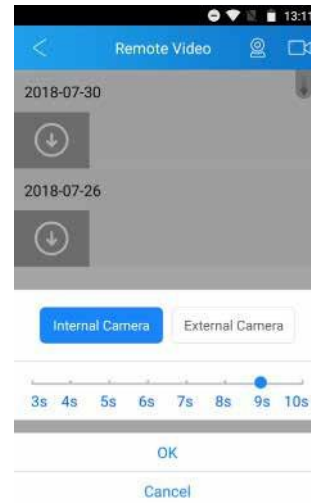 13:11
Remote Video
2018-07-30
2018-07-26
Internal Camera External Camera
3s 4s 5s 6s 7s 8s 9s 10s
OK
Cancel